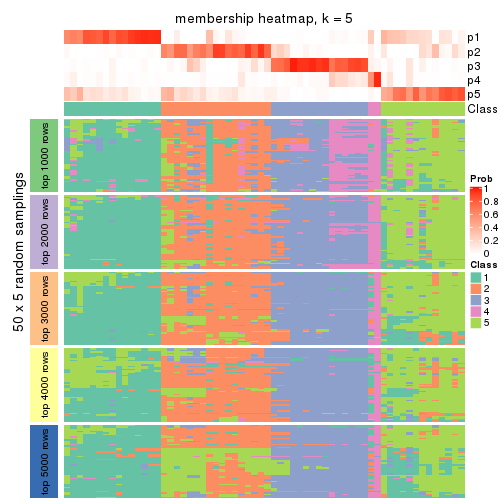 membership heatmap, k = 5
p1
p2
p3
p4
p5
Class
50 x 5 random samplings
top 1000 rows
top 2000 rows
top 3000 rows
top 4000 rows
top 5000 rows
Prob
1
0.8
0.6
0.4
0.2
0
Class
1
2
3
4
5